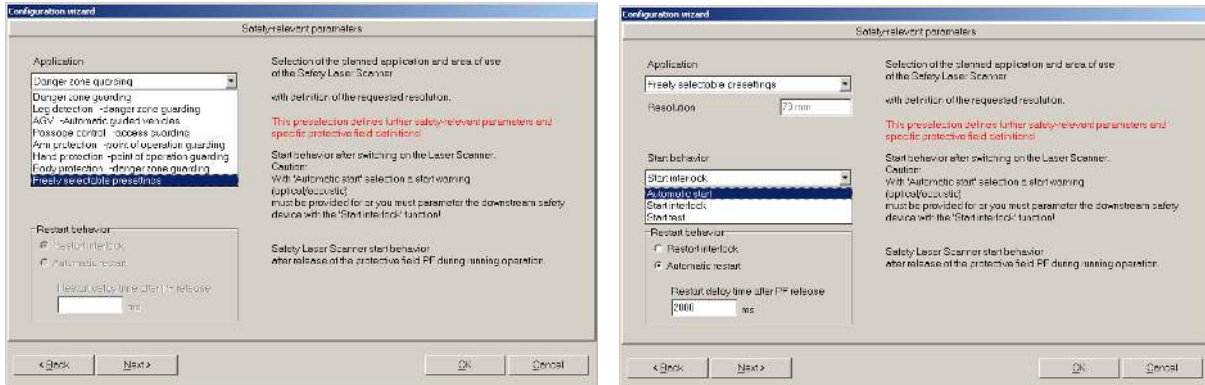 Configuration wizard
Safety-relevant parameters
Application
Danger zone guarding
Danger zone guarding
Leg detection -danger zone guarding
AGV -Automatic guided vehicles
Passage control -access guarding
Arm protection -point of operation guarding
Hand protection -point of operation guarding
Body protection -danger zone guarding
Freely selectable presettings
Restart behavior
Restart interlock
Automatic restart
Restart delay time after PF release
ms
Selection of the planned application and area of use
of the Safety Laser Scanner
with definition of the requested resolution.
This preselection defines further safety-relevant parameters and
specific protective field definitions!
Start behavior after switching on the Laser Scanner.
Caution:
With 'Automatic start' selection a start warning
(optical/acoustic)
must be provided for or you must parameter the downstream safety
device with the 'Start interlock' function!
Safety Laser Scanner start behavior
after release of the protective field PF during running operation.
< Back
Next >
OK
Cancel
Configuration wizard
Safety-relevant parameters
Application
Freely selectable presettings
Resolution
70 mm
Start behavior
Start interlock
Automatic start
Start interlock
Start test
Restart behavior
Restart interlock
Automatic restart
Restart delay time after PF release
2000
ms
Selection of the planned application and area of use
of the Safety Laser Scanner
with definition of the requested resolution.
This preselection defines further safety-relevant parameters and
specific protective field definitions!
Start behavior after switching on the Laser Scanner.
Caution:
With 'Automatic start' selection a start warning
(optical/acoustic)
must be provided for or you must parameter the downstream safety
device with the 'Start interlock' function!
Safety Laser Scanner start behavior
after release of the protective field PF during running operation.
< Back
Next >
OK
Cancel